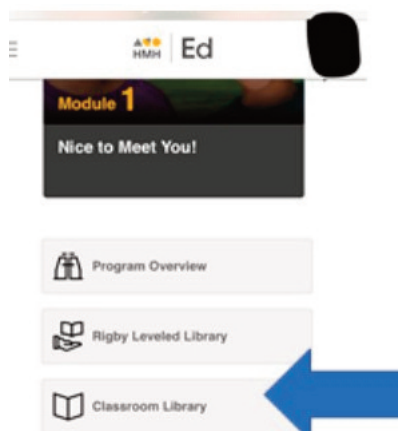 HMH Ed
Module 1
Nice to Meet You!
Program Overview
Rigby Leveled Library
Classroom Library